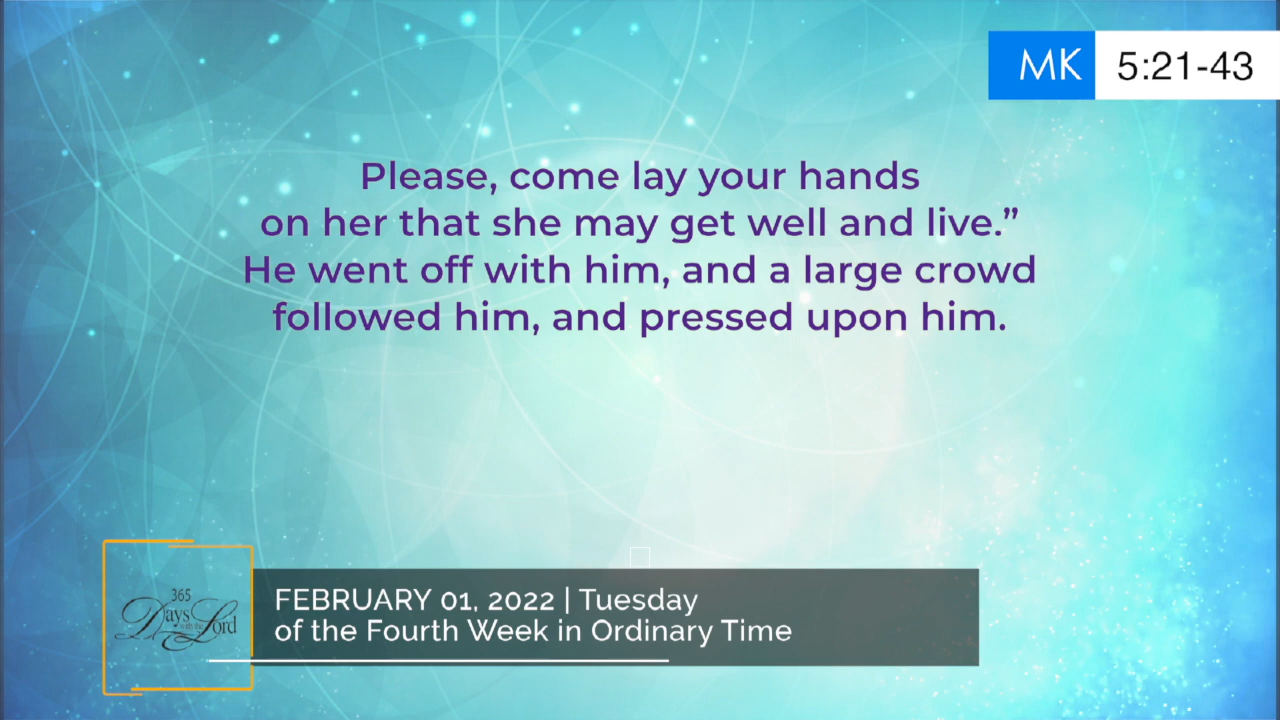 MK 5:21-43
Please, come lay your hands
on her that she may get well and live.”
He went off with him, and a large crowd
followed him, and pressed upon him.
365
Days with the Lord
FEBRUARY 01, 2022 | Tuesday
of the Fourth Week in Ordinary Time